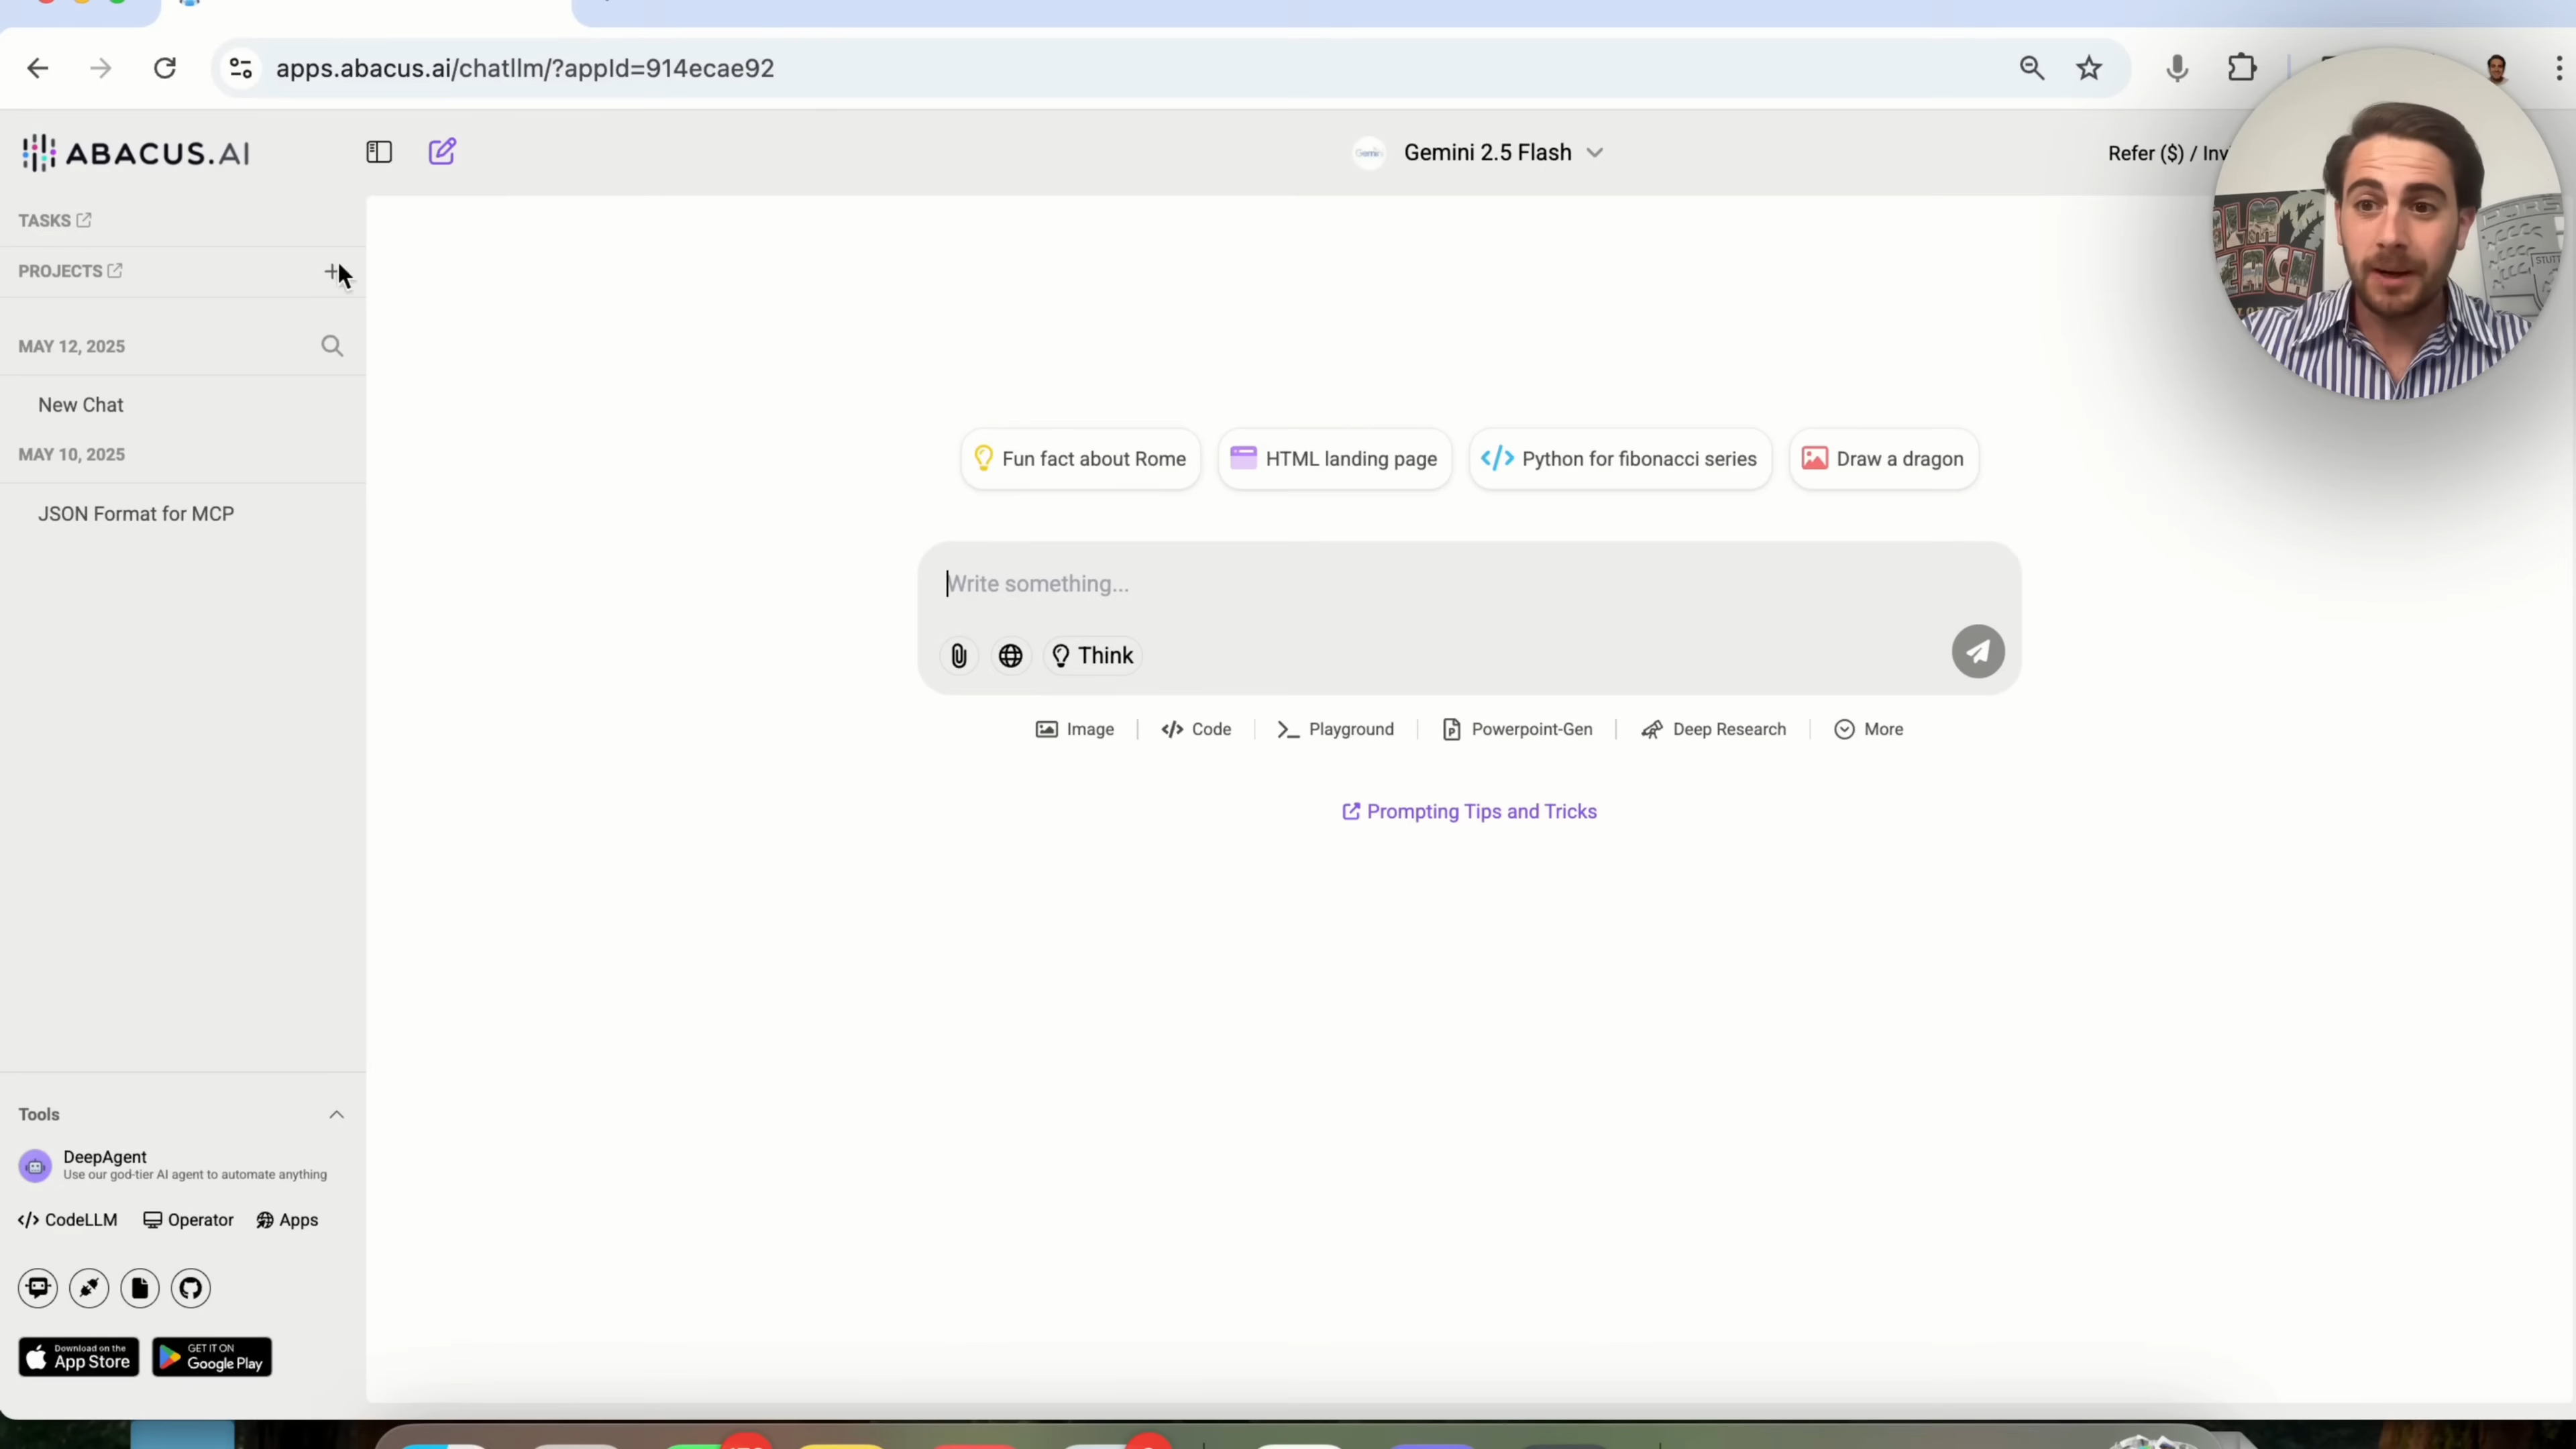 apps.abacus.ai/chatllm/?appId=914ecae92
ABACUS.AI
Gemini 2.5 Flash
Refer ($) / Inv
TASKS
PROJECTS
MAY 12, 2025
New Chat
MAY 10, 2025
JSON Format for MCP
Fun fact about Rome
HTML landing page
Python for fibonacci series
Draw a dragon
Write something...
Think
Image
Code
Playground
Powerpoint-Gen
Deep Research
More
Prompting Tips and Tricks
Tools
DeepAgent
Use our god-tier AI agent to automate anything
CodeLLM
Operator
Apps
Download on the
App Store
GET IT ON
Google Play